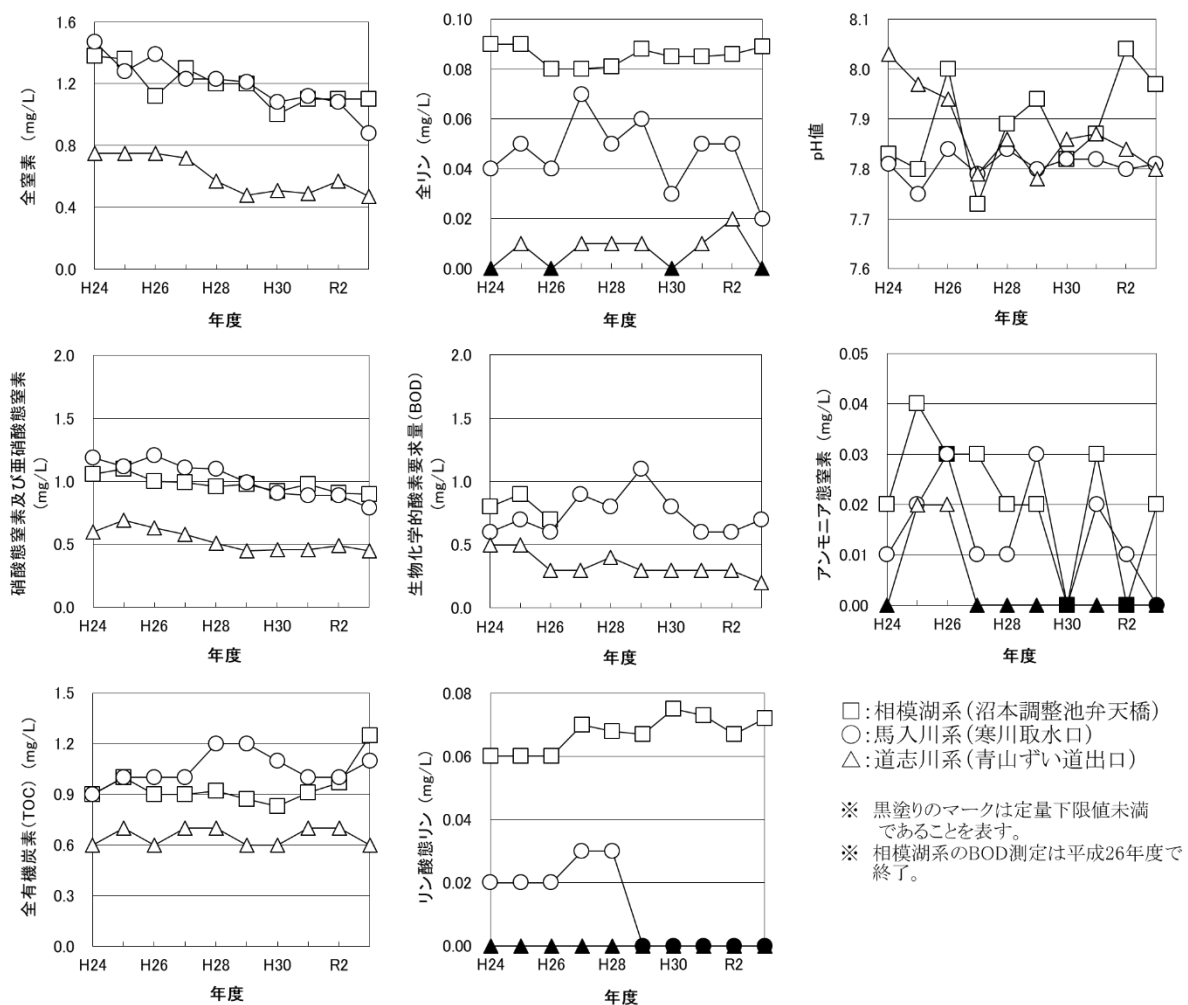 全窒素 (mg/L)
1.6
1.2
0.8
0.4
0.0
H24 H26 H28 H30 R2
年度
全リン (mg/L)
0.10
0.08
0.06
0.04
0.02
0.00
H24 H26 H28 H30 R2
年度
pH値
8.1
8.0
7.9
7.8
7.7
7.6
H24 H26 H28 H30 R2
年度
硝酸態窒素及び亜硝酸態窒素
(mg/L)
2.0
1.5
1.0
0.5
0.0
H24 H26 H28 H30 R2
年度
生物化学的酸素要求量(BOD)
(mg/L)
2.0
1.5
1.0
0.5
0.0
H24 H26 H28 H30 R2
年度
アンモニア態窒素 (mg/L)
0.05
0.04
0.03
0.02
0.01
0.00
H24 H26 H28 H30 R2
年度
全有機炭素(TOC) (mg/L)
1.5
1.2
0.9
0.6
0.3
0.0
H24 H26 H28 H30 R2
年度
リン酸態リン (mg/L)
0.08
0.06
0.04
0.02
0.00
H24 H26 H28 H30 R2
年度
□:相模湖系(沼本調整池弁天橋)
○:馬入川系(寒川取水口)
△:道志川系(青山ずい道出口)
※ 黒塗りのマークは定量下限値未満
であることを表す。
※ 相模湖系のBOD測定は平成26年度で
終了。